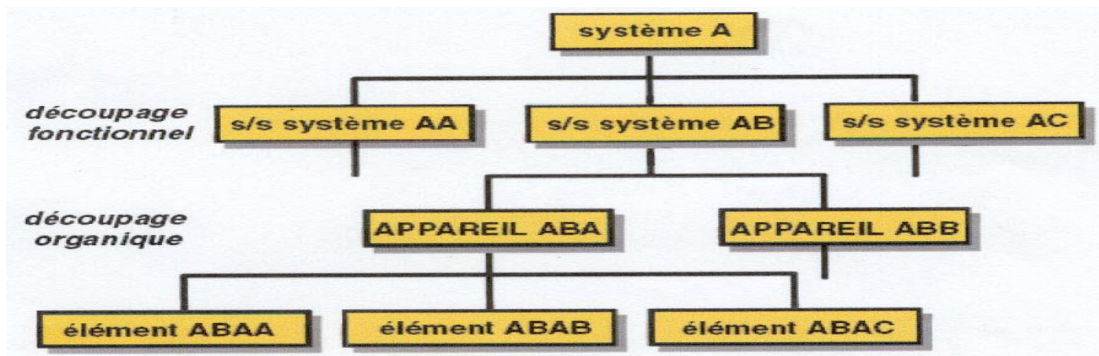 système A
découpage
fonctionnel
s/s système AA
s/s système AB
s/s système AC
découpage
organique
APPAREIL ABA
APPAREIL ABB
élément ABAA
élément ABAB
élément ABAC